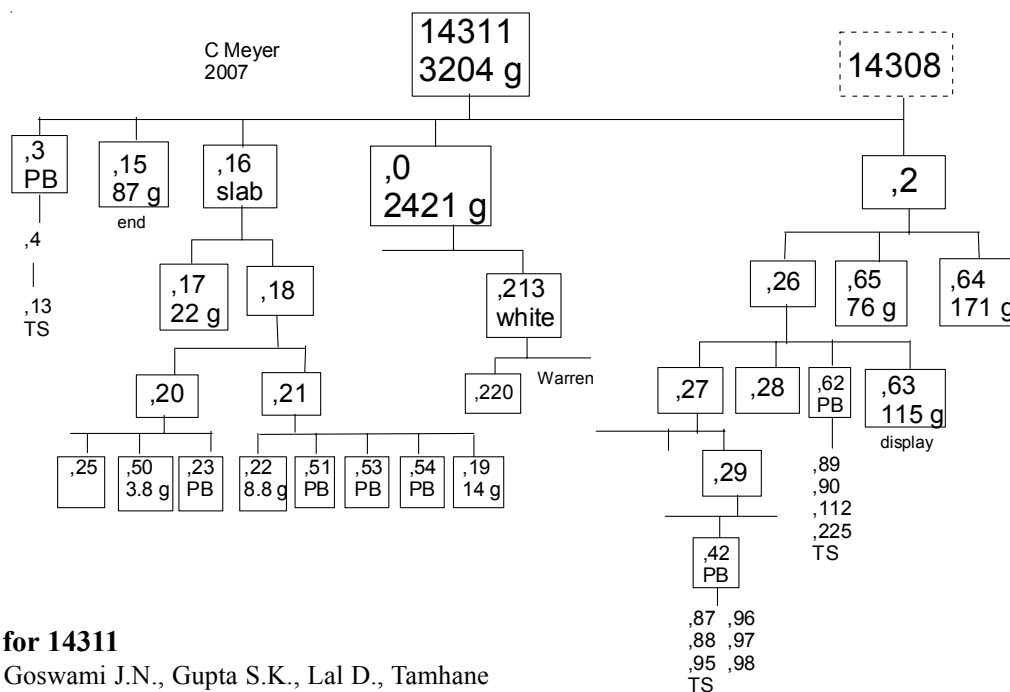 C Meyer
2007
14311
3204 g
14308
,3
PB
,15
87 g
end
,16
slab
,0
2421 g
,2
,4
,13
TS
,17
22 g
,18
,213
white
,26
,65
76 g
,64
171 g
,20
,21
,220
Warren
,27
,28
,62
PB
,63
115 g
display
,25
,50
3.8 g
,23
PB
,22
8.8 g
,51
PB
,53
PB
,54
PB
,19
14 g
,29
,89
,90
,112
,225
TS
,42
PB
,87 ,96
,88 ,97
,95 ,98
TS
for 14311
Goswami J.N., Gupta S.K., Lal D., Tamhane